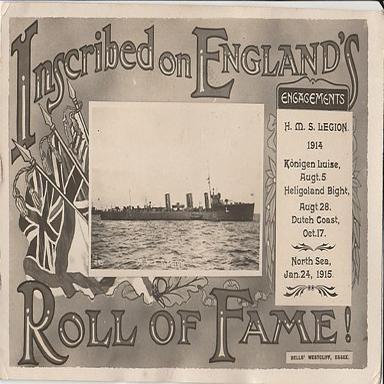 Inscribed on ENGLAND'S
ENGAGEMENTS
H. M. S. LEGION.
1914
Königen Luise,
Augt. 5
Heligoland Bight,
Augt 28.
Dutch Coast,
Oct. 17.
North Sea,
Jan. 24, 1915.
ROLL OF FAME!
BELLS' WESTCLIFF, ESSEX.